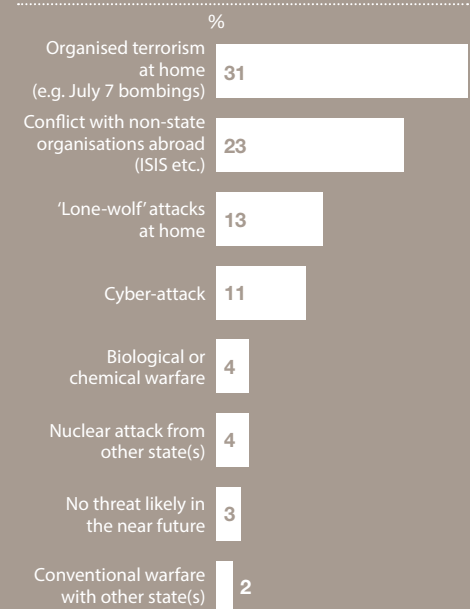 %
Organised terrorism
at home
(e.g. July 7 bombings)
31
Conflict with non-state
organisations abroad
(ISIS etc.)
23
‘Lone-wolf’ attacks
at home
13
Cyber-attack
11
Biological or
chemical warfare
4
Nuclear attack from
other state(s)
4
No threat likely in
the near future
3
Conventional warfare
with other state(s)
2